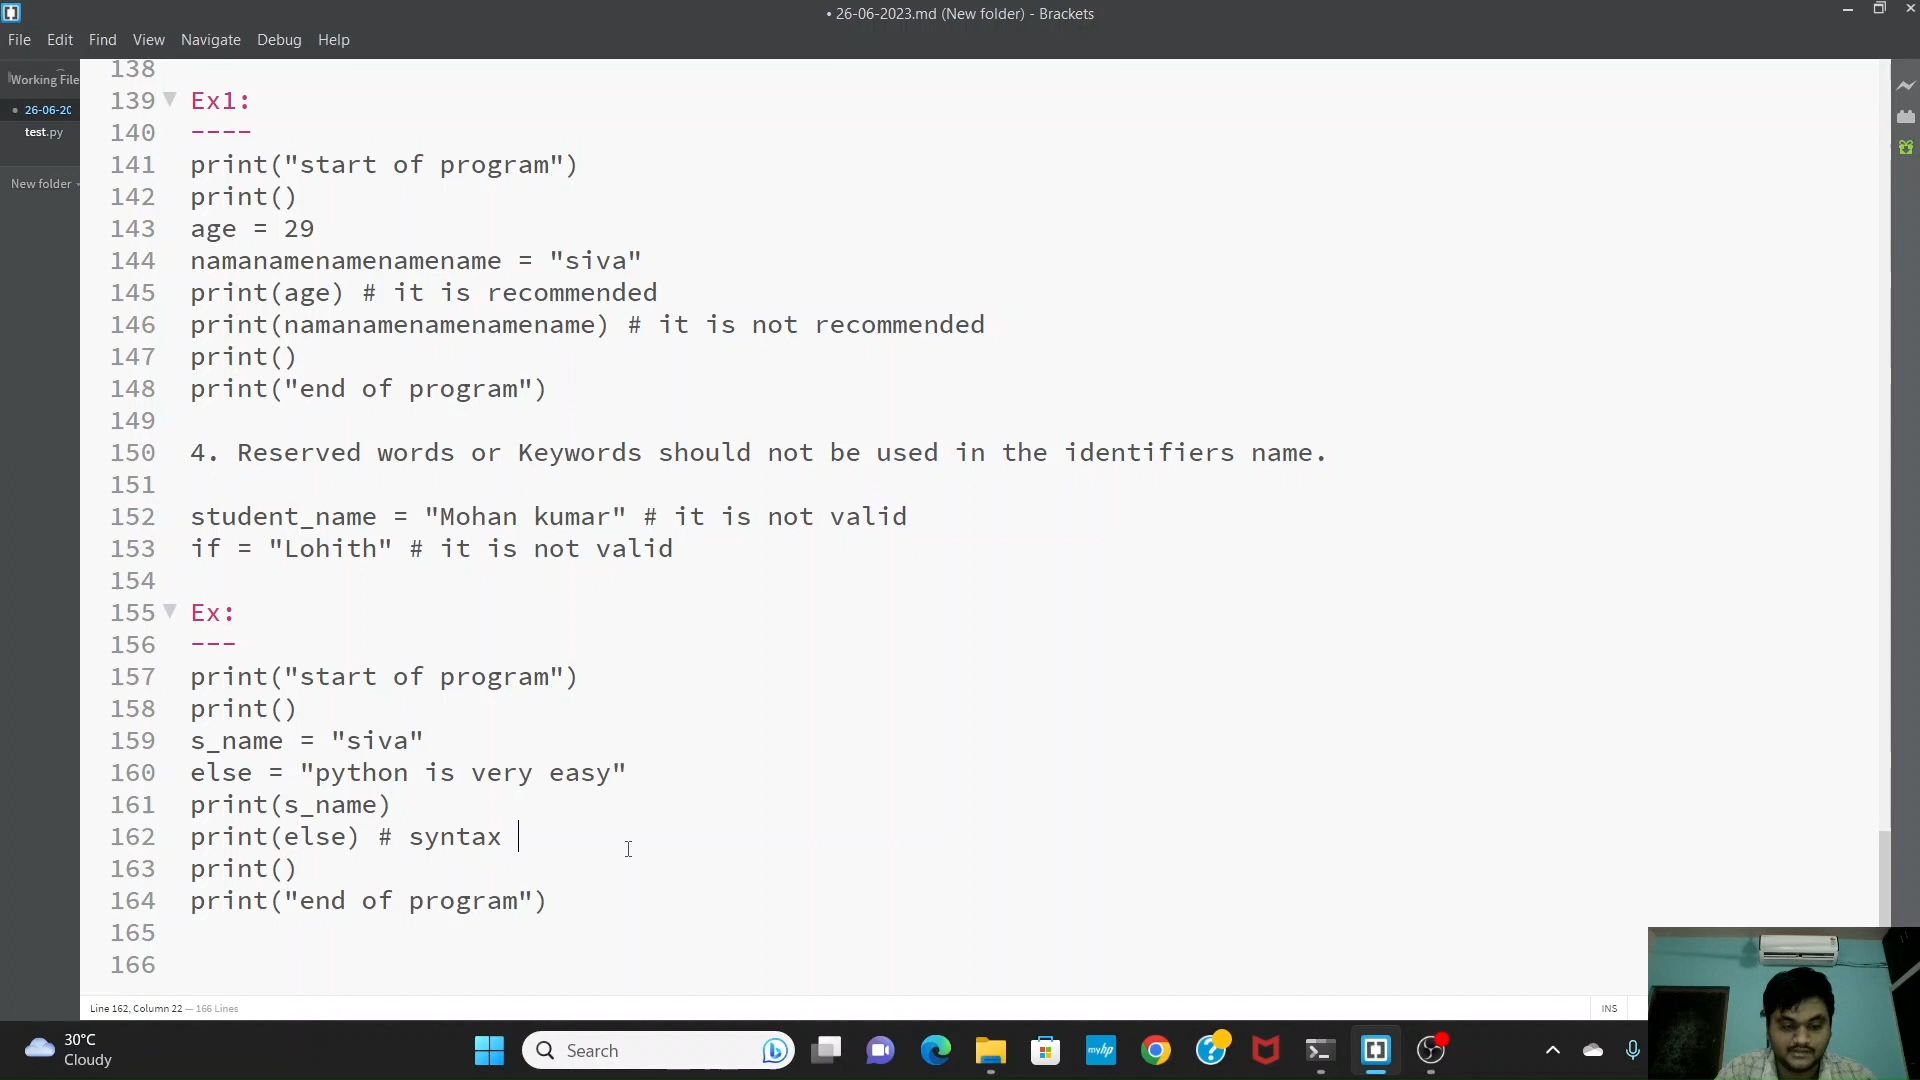 • 26-06-2023.md (New folder) - Brackets
File Edit Find View Navigate Debug Help
Working File
26-06-20
test.py
New folder
138
139 Ex1:
140 ----
141 print("start of program")
142 print()
143 age = 29
144 namanamenamenamename = "siva"
145 print(age) # it is recommended
146 print(namanamenamenamename) # it is not recommended
147 print()
148 print("end of program")
149
150 4. Reserved words or Keywords should not be used in the identifiers name.
151
152 student_name = "Mohan kumar" # it is not valid
153 if = "Lohith" # it is not valid
154
155 Ex:
156 ---
157 print("start of program")
158 print()
159 s_name = "siva"
160 else = "python is very easy"
161 print(s_name)
162 print(else) # syntax
163 print()
164 print("end of program")
165
166
Line 162, Column 22 — 166 Lines
INS
30°C
Cloudy
Search
myhp